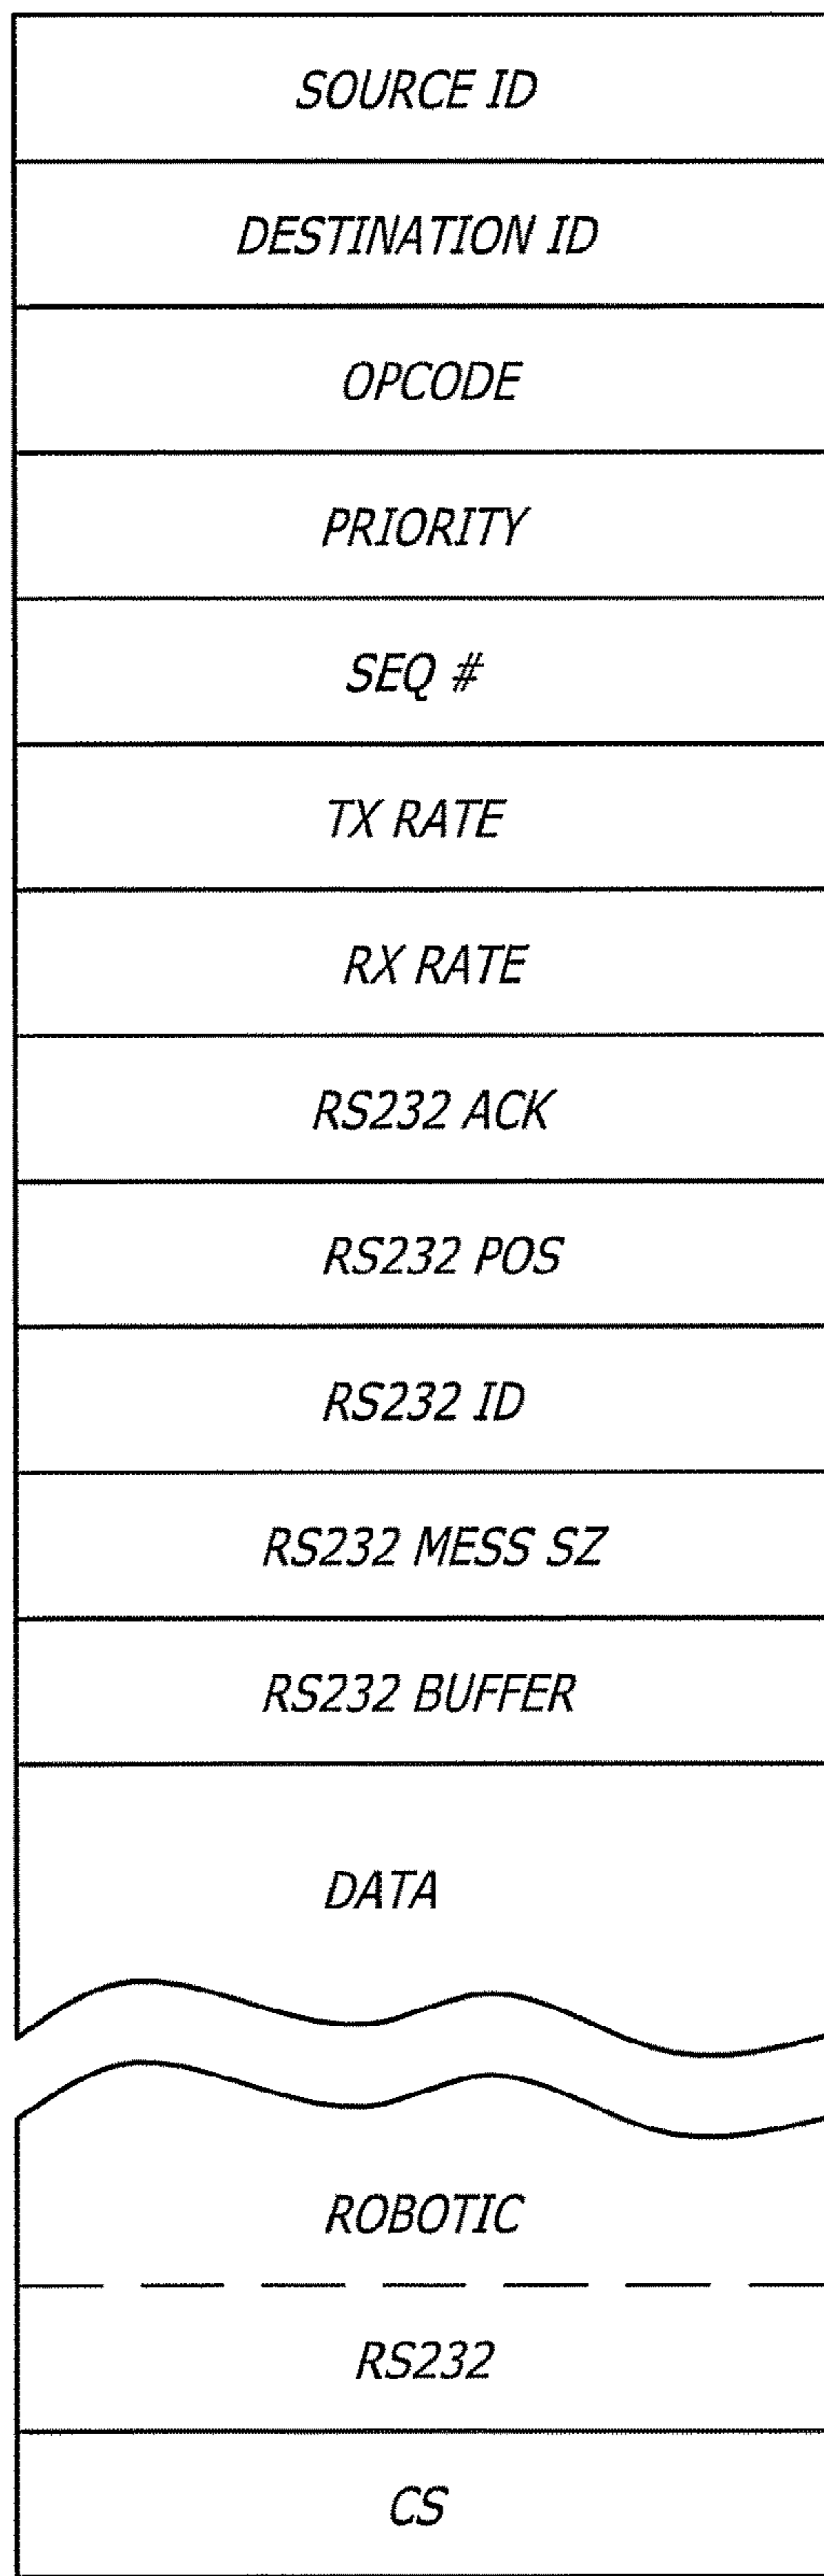 SOURCE ID
DESTINATION ID
OPCODE
PRIORITY
SEQ #
TX RATE
RX RATE
RS232 ACK
RS232 POS
RS232 ID
RS232 MESS SZ
RS232 BUFFER
DATA
ROBOTIC
RS232
CS